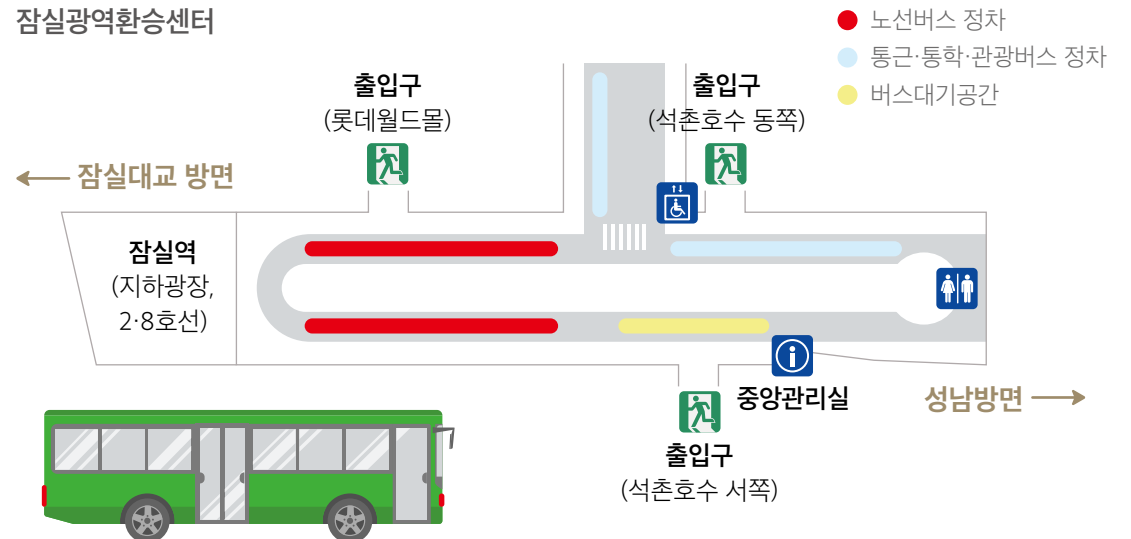 잠실광역환승센터
노선버스 정차
통근·통학·관광버스 정차
버스대기공간
출입구
(롯데월드몰)
출입구
(석촌호수 동쪽)
잠실대교 방면
잠실역
(지하광장,
2·8호선)
중앙관리실
성남방면
출입구
(석촌호수 서쪽)